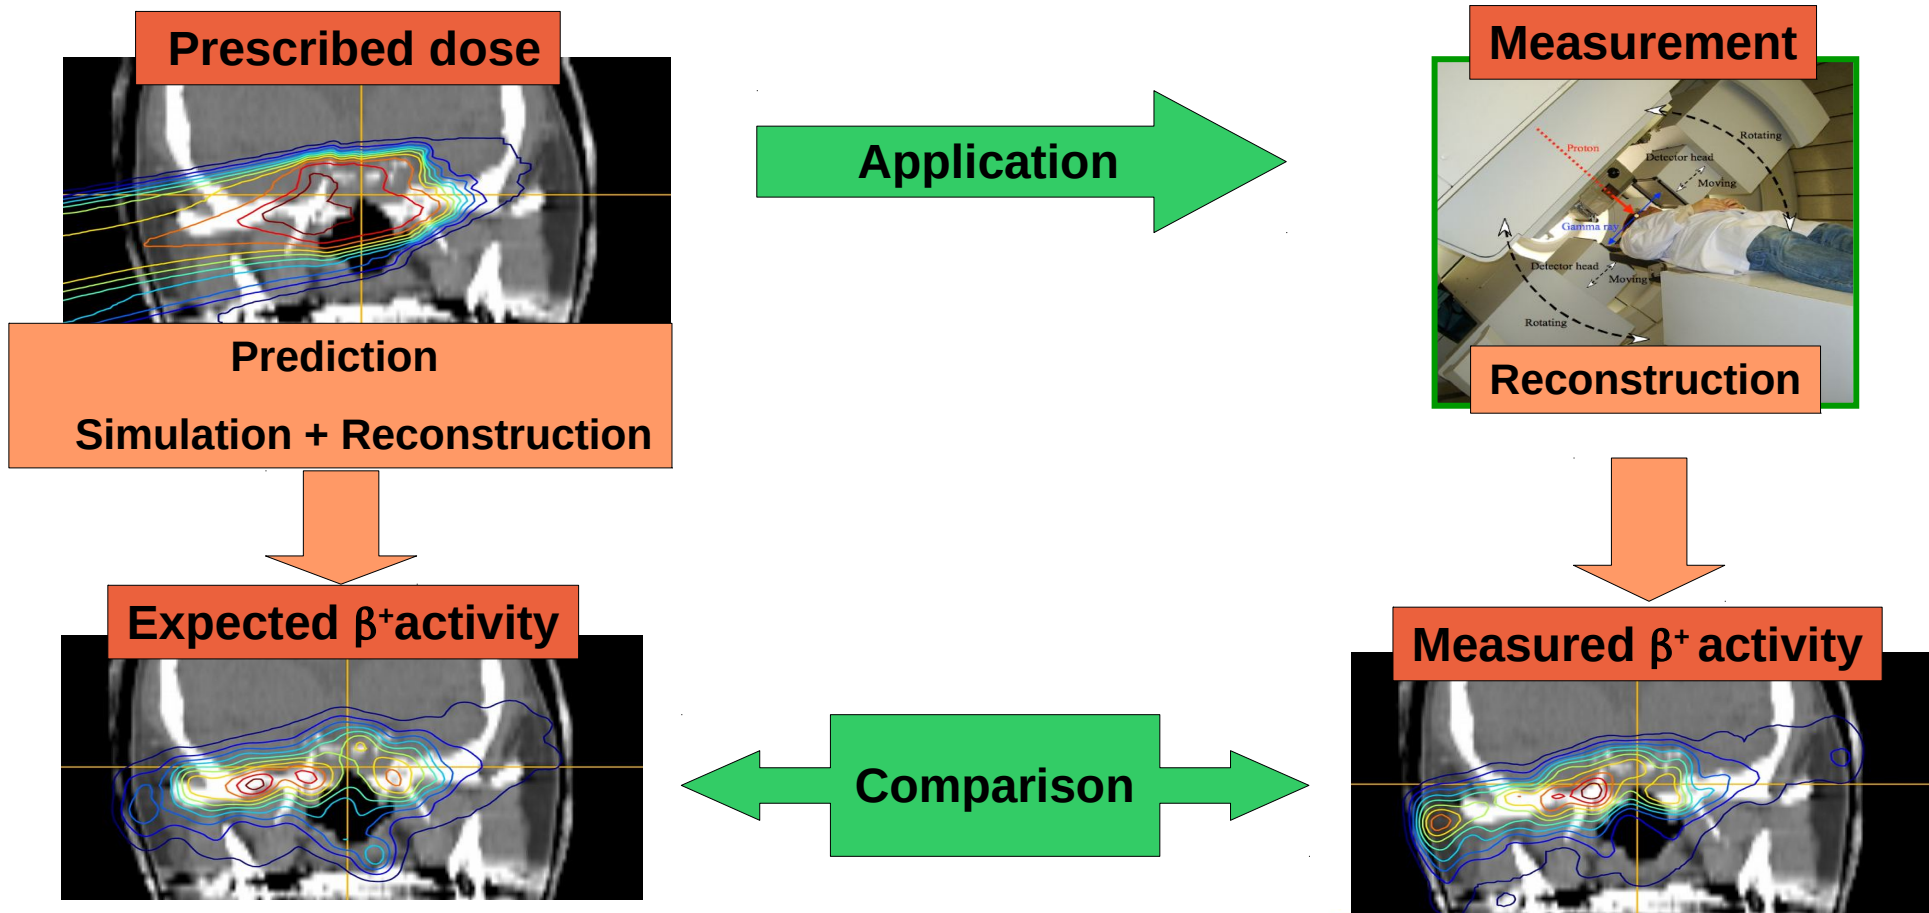 Prescribed dose
Measurement
Application
Rotating
Proton
Detector head
Moving
Gamma ray
Detector head
Moving
Rotating
Prediction
Simulation + Reconstruction
Reconstruction
Expected β+activity
Measured β+ activity
Comparison